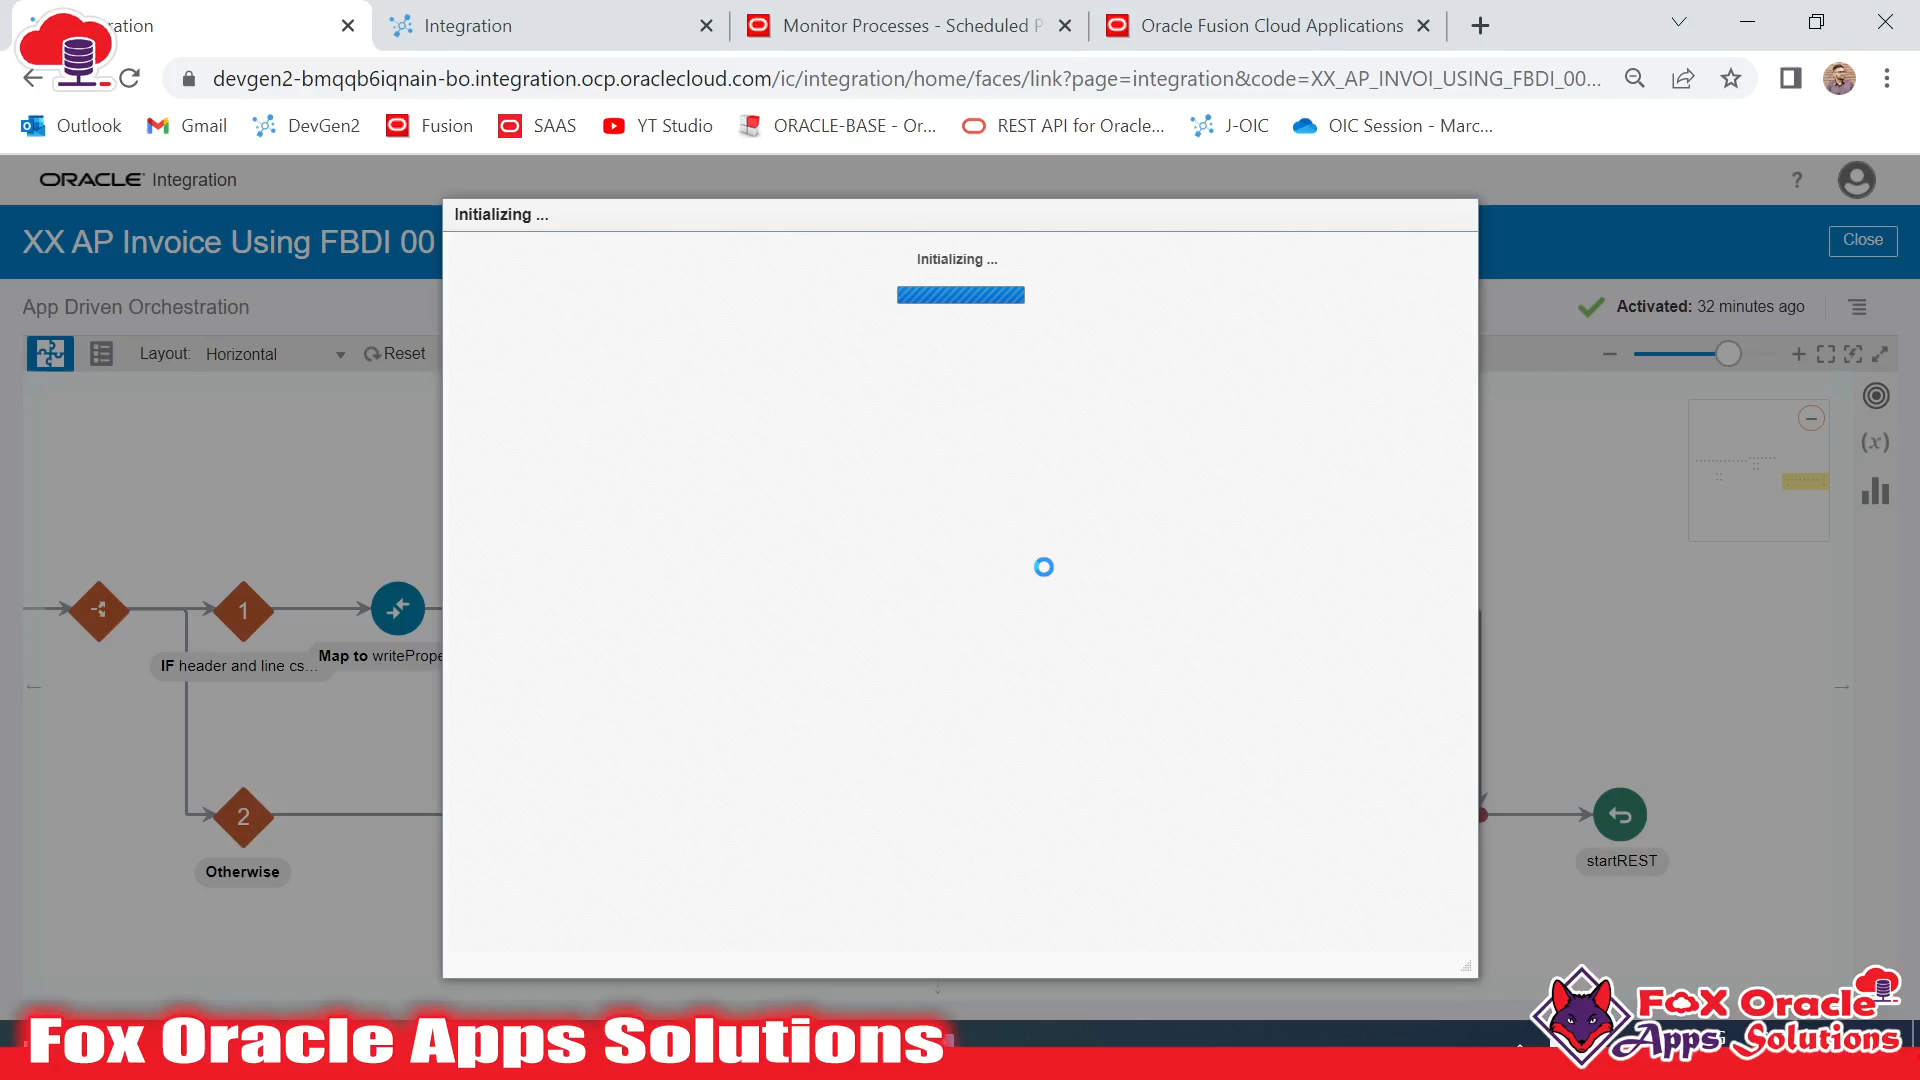 ration
Integration
Monitor Processes - Scheduled P
Oracle Fusion Cloud Applications
devgen2-bmqqb6iqnain-bo.integration.ocp.oraclecloud.com/ic/integration/home/faces/link?page=integration&code=XX_AP_INVOI_USING_FBDI_00...
Outlook
Gmail
DevGen2
Fusion
SAAS
YT Studio
ORACLE-BASE - Or...
REST API for Oracle...
J-OIC
OIC Session - Marc...
ORACLE Integration
?
Initializing ...
XX AP Invoice Using FBDI 00
Close
Initializing ...
App Driven Orchestration
Activated: 32 minutes ago
Layout: Horizontal
Reset
(x)
1
IF header and line cs...
Map to writePrope
2
Otherwise
startREST
Fox Oracle Apps Solutions
Fox Oracle
Apps Solutions